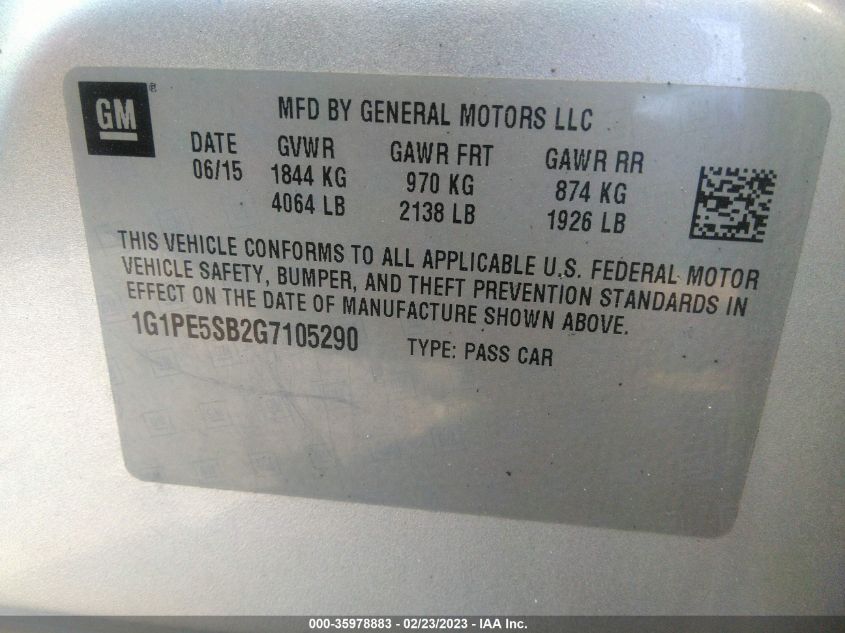 GM ®
MFD BY GENERAL MOTORS LLC
DATE GVWR GAWR FRT GAWR RR
06/15 1844 KG 970 KG 874 KG
4064 LB 2138 LB 1926 LB
THIS VEHICLE CONFORMS TO ALL APPLICABLE U.S. FEDERAL MOTOR
VEHICLE SAFETY, BUMPER, AND THEFT PREVENTION STANDARDS IN
EFFECT ON THE DATE OF MANUFACTURE SHOWN ABOVE.
1G1PE5SB2G7105290 TYPE: PASS CAR
000-35978883 - 02/23/2023 - IAA Inc.